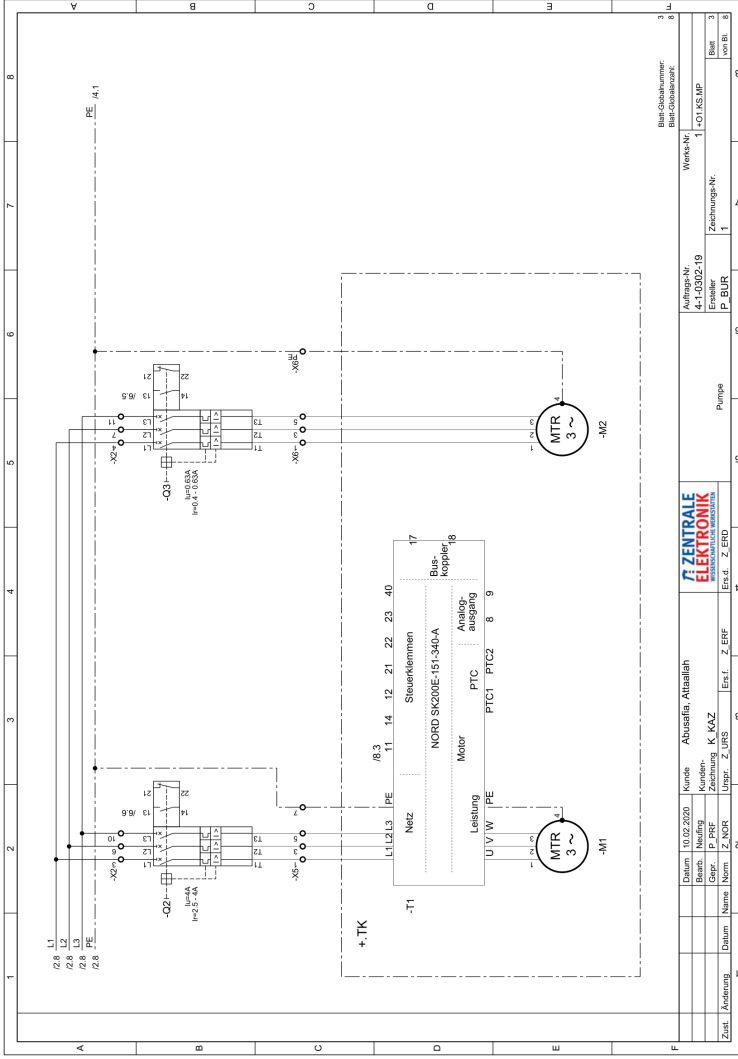 1 2 3 4 5 6 7 8
A
B
C
D
E
F
/2.8 L1
/2.8 L2
/2.8 L3
/2.8 PE
PE /4.1
-X2 2 6 10
-X2 4 7 11
-Q2
Iu=4A
Ir=2.5 - 4A
L1 L2 L3 13 21
T1 T2 T3 14 22
/6.6
-Q3
Iu=0.63A
Ir=0.4 - 0.63A
L1 L2 L3 13 21
T1 T2 T3 14 22
/6.5
-X5 1 3 5 7
-X6 1 3 5
-X6 PE
+.TK
-T1
/8.3
L1 L2 L3 PE 11 14 12 21 22 23 40
Netz
Steuerklemmen
NORD SK200E-151-340-A
Bus-
koppler
17
18
Leistung
Motor
PTC
Analog-
ausgang
U V W PE PTC1 PTC2 8 9
1 2 3 4
MTR
3 ~
-M1
1 2 3 4
MTR
3 ~
-M2
Blatt-Globalnummer: 3
Blatt-Globalanzahl: 8
Zust. Änderung Datum Name
Datum 10.02.2020
Bearb. Neufing
Gepr. P_PRF
Norm Z_NOR
Kunde Abusafia, Attaallah
Kunden-
Zeichnung K_KAZ
Urspr. Z_URS
Ers.f. Z_ERF
Ers.d. Z_ERD
ZENTRALE
ELEKTRONIK
WISSENSCHAFTLICHE WERKSTÄTTEN
Pumpe
Auftrags-Nr.
4-1-0302-19
Werks-Nr.
1 +O1.KS.MP
Ersteller
P_BUR
Zeichnungs-Nr.
1
Blatt 3
von Bl. 8